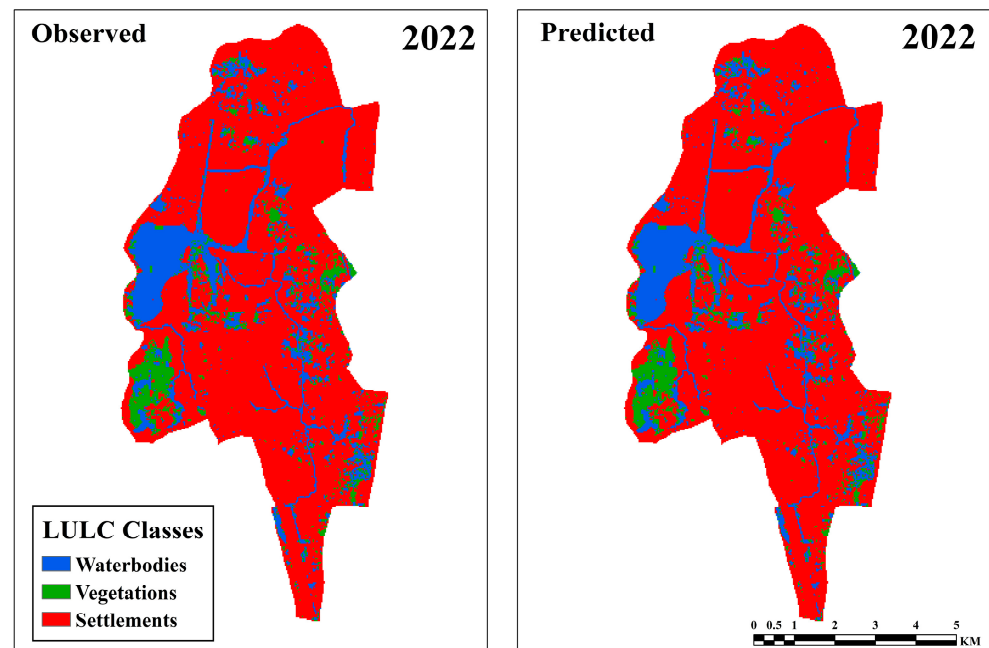 Observed
2022
LULC Classes
Waterbodies
Vegetations
Settlements
Predicted
2022
0 0.5 1 2 3 4 5
KM